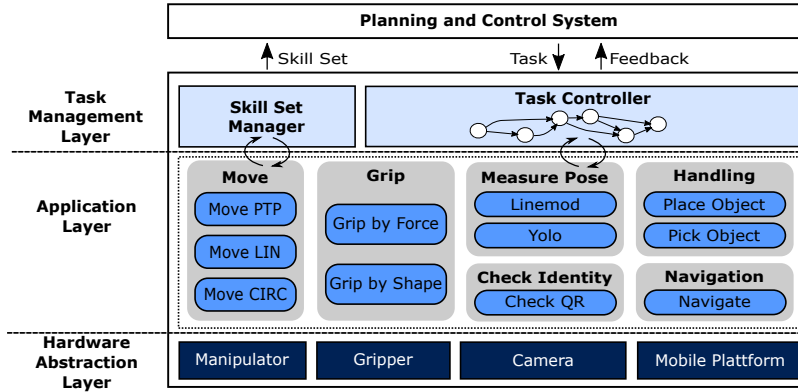 Planning and Control System
Skill Set
Task
Feedback
Task
Management
Layer
Skill Set
Manager
Task Controller
Application
Layer
Move
Move PTP
Move LIN
Move CIRC
Grip
Grip by Force
Grip by Shape
Measure Pose
Linemod
Yolo
Check Identity
Check QR
Handling
Place Object
Pick Object
Navigation
Navigate
Hardware
Abstraction
Layer
Manipulator
Gripper
Camera
Mobile Plattform